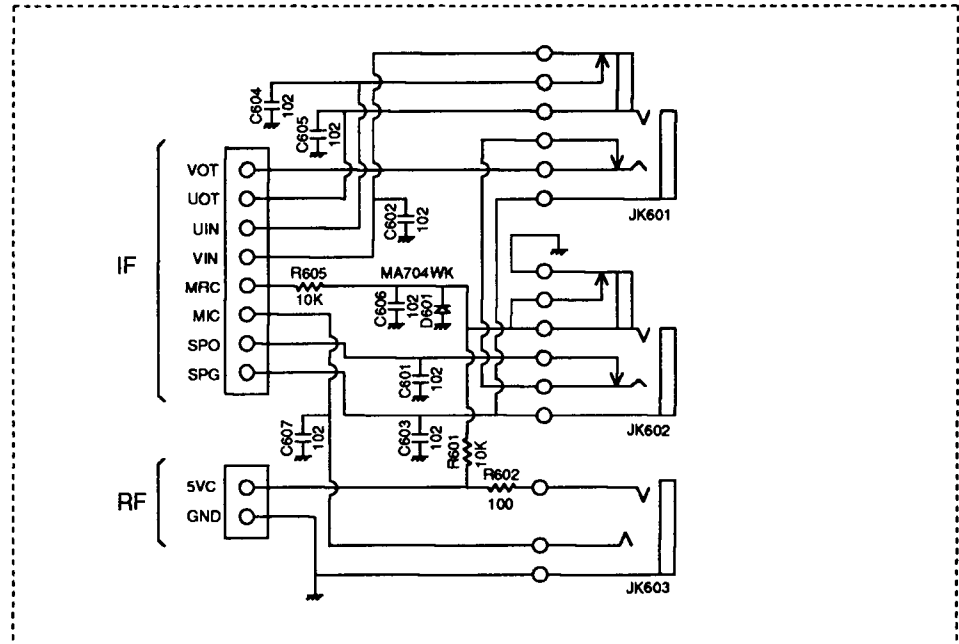 C604
102
C605
102
IF
VOT
UOT
UIN
VIN
MRC
MIC
SPO
SPG
C602
102
JK601
R605
10K
MA704WK
C606
102
D601
C601
102
C607
102
C603
102
R601
10K
JK602
RF
5VC
GND
R602
100
JK603